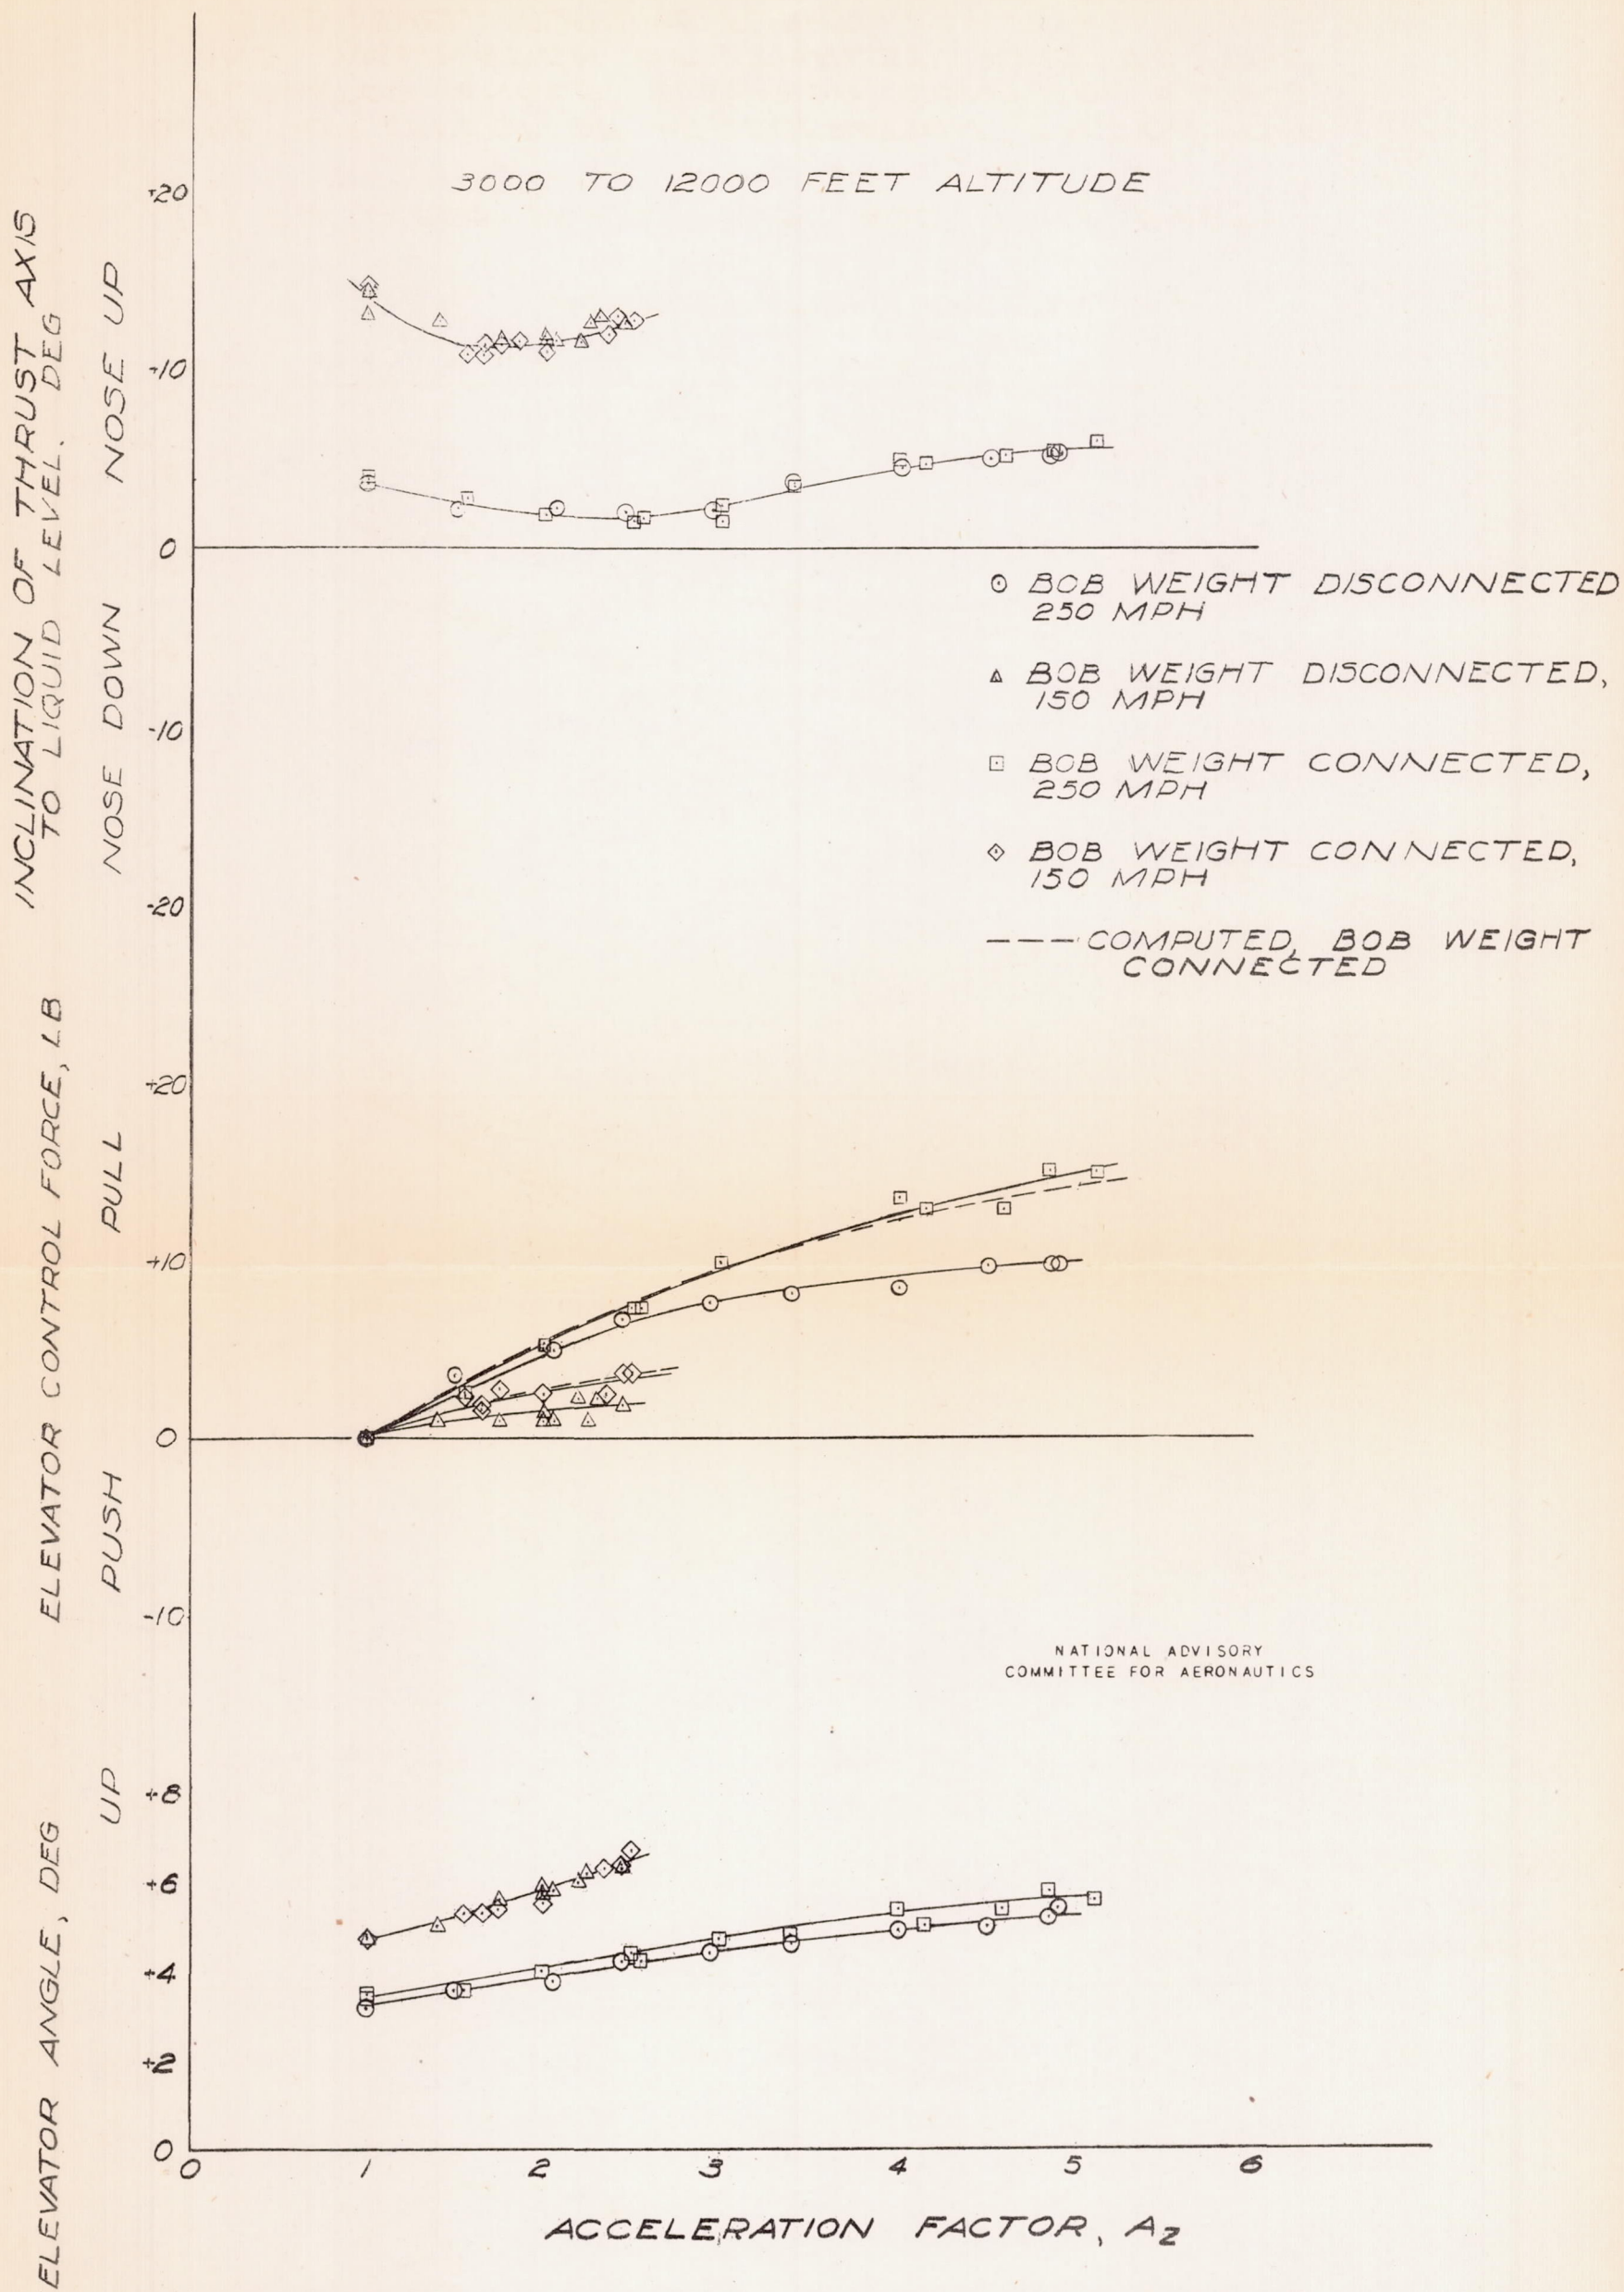 3000 TO 12000 FEET ALTITUDE
INCLINATION OF THRUST AXIS
TO LIQUID LEVEL. DEG
NOSE UP
NOSE DOWN
+20
+10
0
-10
-20
BOB WEIGHT DISCONNECTED
250 MPH
BOB WEIGHT DISCONNECTED,
150 MPH
BOB WEIGHT CONNECTED,
250 MPH
BOB WEIGHT CONNECTED,
150 MPH
COMPUTED, BOB WEIGHT
CONNECTED
ELEVATOR CONTROL FORCE, LB
PULL
PUSH
+20
+10
0
-10
NATIONAL ADVISORY
COMMITTEE FOR AERONAUTICS
ELEVATOR ANGLE, DEG
UP
+8
+6
+4
+2
0
0 1 2 3 4 5 6
ACCELERATION FACTOR, AZ